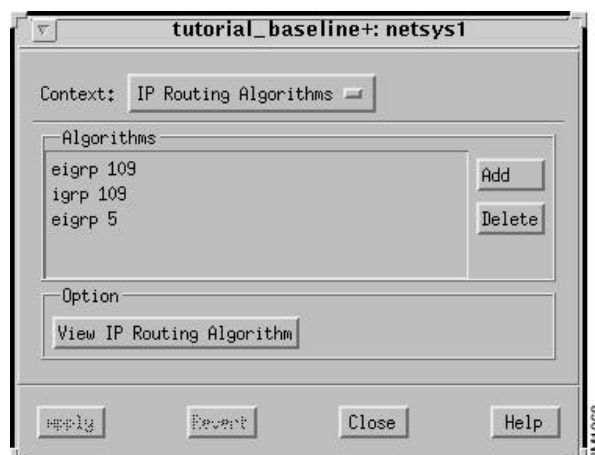 tutorial_baseline+: netsys1
Context: IP Routing Algorithms
Algorithms
eigrp 109
igrp 109
eigrp 5
Add
Delete
Option
View IP Routing Algorithm
Apply Revert Close Help